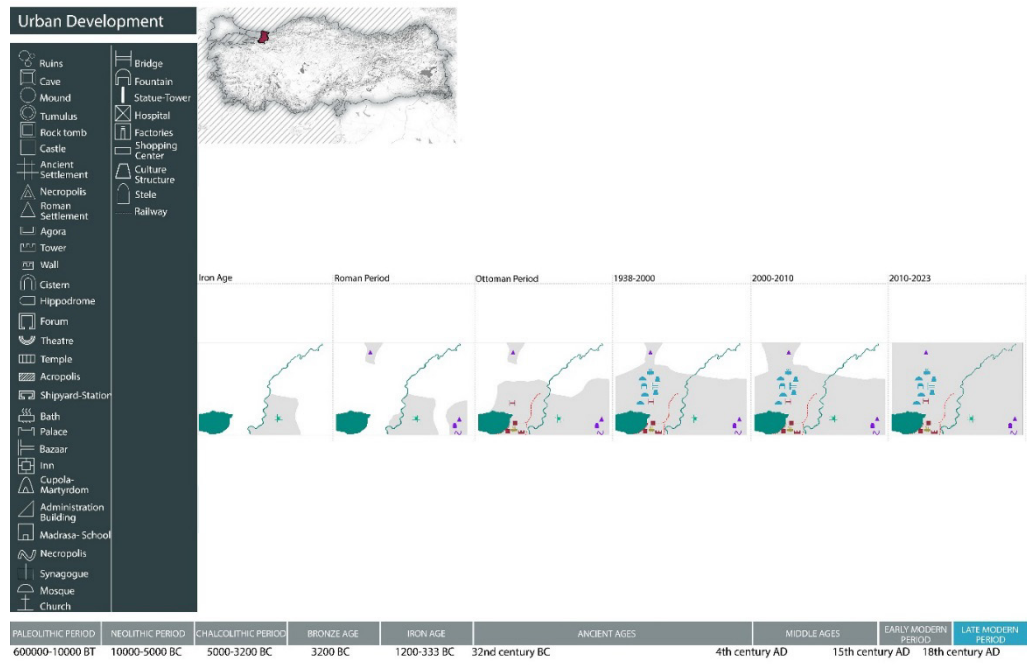 Urban Development
Ruins
Cave
Mound
Tumulus
Rock tomb
Castle
Ancient
Settlement
Necropolis
Roman
Settlement
Agora
Tower
Wall
Cistern
Hippodrome
Forum
Theatre
Temple
Acropolis
Shipyard-Station
Bath
Palace
Bazaar
Inn
Cupola-
Martyrdom
Administration
Building
Madrasa- School
Necropolis
Synagogue
Mosque
Church
Bridge
Fountain
Statue-Tower
Hospital
Factories
Shopping
Center
Culture
Structure
Stele
Railway
Iron Age
Roman Period
Ottoman Period
1938-2000
2000-2010
2010-2023
PALEOLITHIC PERIOD
NEOLITHIC PERIOD
CHALCOLITHIC PERIOD
BRONZE AGE
IRON AGE
ANCIENT AGES
MIDDLE AGES
EARLY MODERN
PERIOD
LATE MODERN
PERIOD
600000-10000 BT
10000-5000 BC
5000-3200 BC
3200 BC
1200-333 BC
32nd century BC
4th century AD
15th century AD
18th century AD